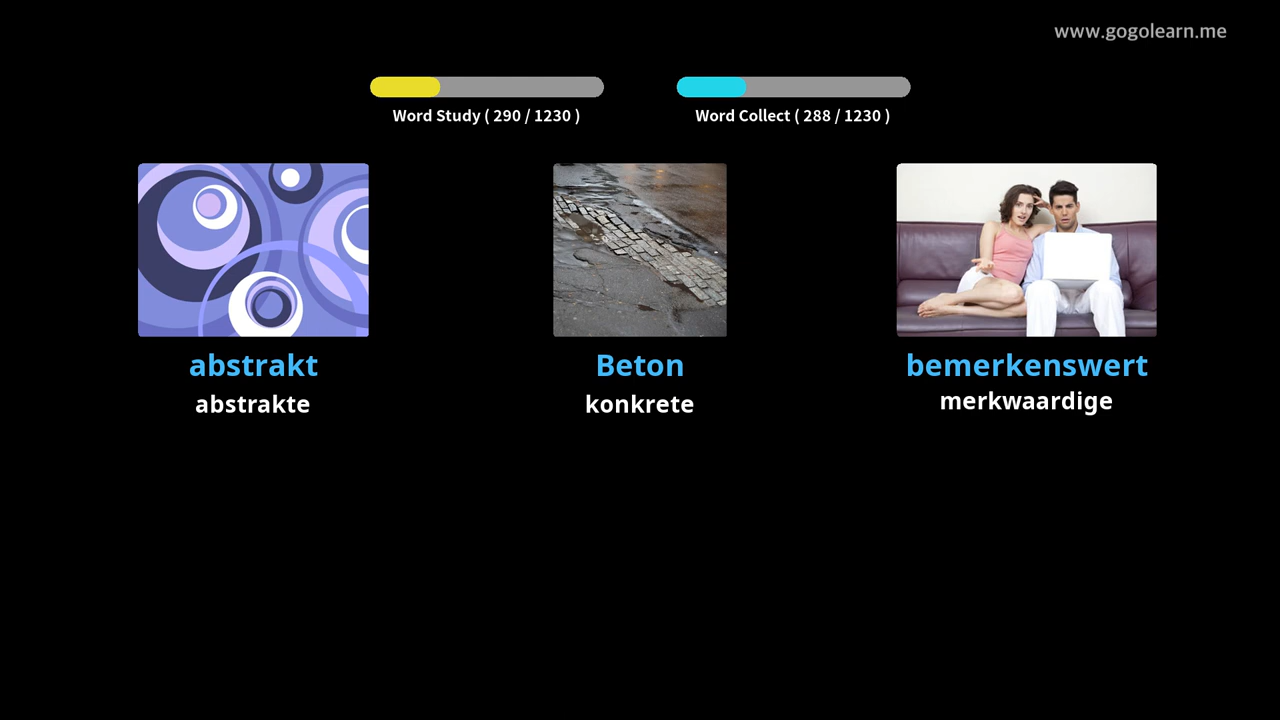 www.gogolearn.me
Word Study ( 290 / 1230 )
Word Collect ( 288 / 1230 )
abstrakt
abstrakte
Beton
konkrete
bemerkenswert
merkwaardige